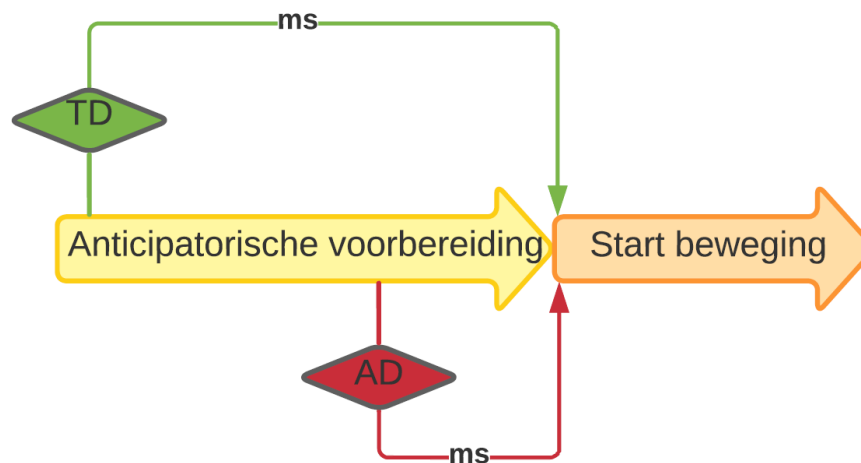 ms
TD
Anticipatorische voorbereiding
Start beweging
AD
ms